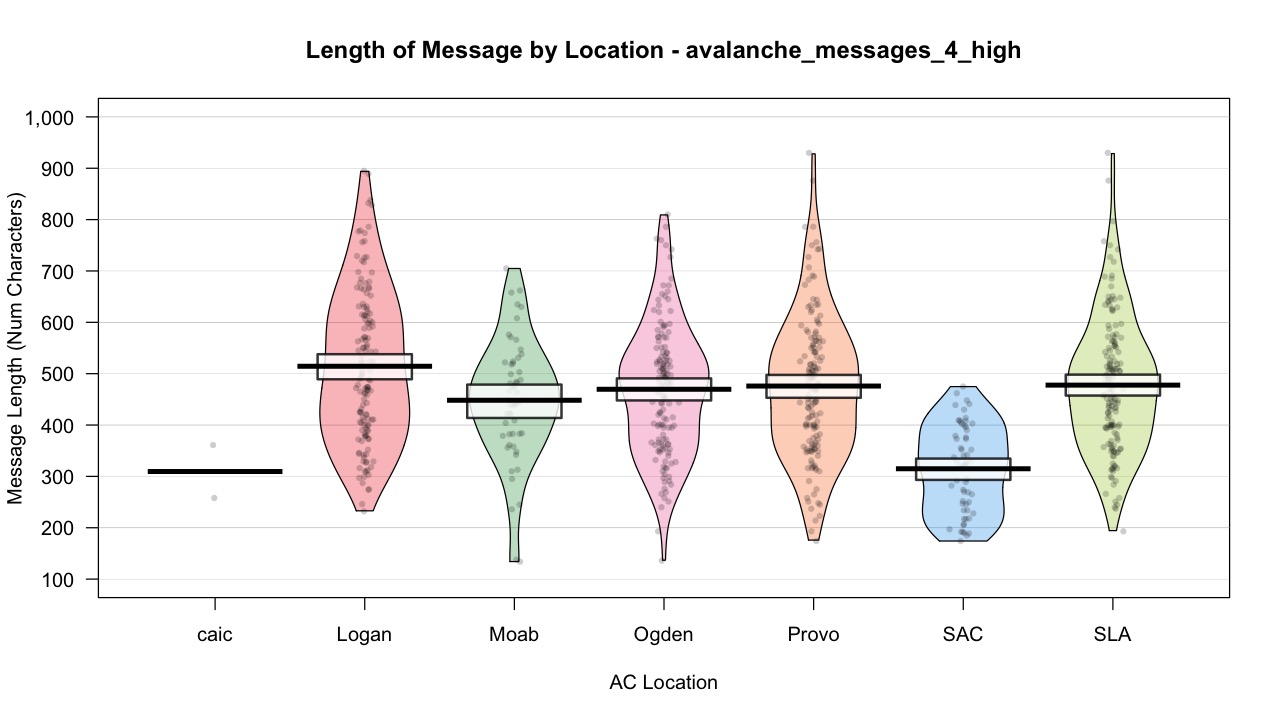 Length of Message by Location - avalanche_messages_4_high
Message Length (Num Characters)
1,000
900
800
700
600
500
400
300
200
100
caic Logan Moab Ogden Provo SAC SLA
AC Location